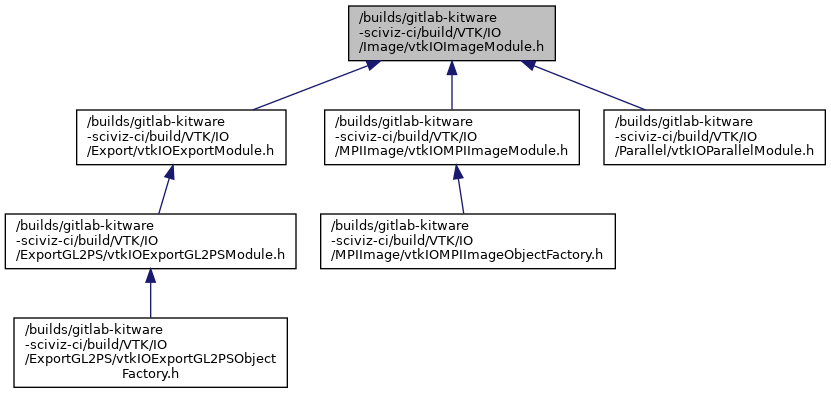 /builds/gitlab-kitware
-sciviz-ci/build/VTK/IO
/Image/vtkIOImageModule.h
/builds/gitlab-kitware
-sciviz-ci/build/VTK/IO
/Export/vtkIOExportModule.h
/builds/gitlab-kitware
-sciviz-ci/build/VTK/IO
/MPIImage/vtkIOMPIImageModule.h
/builds/gitlab-kitware
-sciviz-ci/build/VTK/IO
/Parallel/vtkIOParallelModule.h
/builds/gitlab-kitware
-sciviz-ci/build/VTK/IO
/ExportGL2PS/vtkIOExportGL2PSModule.h
/builds/gitlab-kitware
-sciviz-ci/build/VTK/IO
/MPIImage/vtkIOMPIImageObjectFactory.h
/builds/gitlab-kitware
-sciviz-ci/build/VTK/IO
/ExportGL2PS/vtkIOExportGL2PSObject
Factory.h